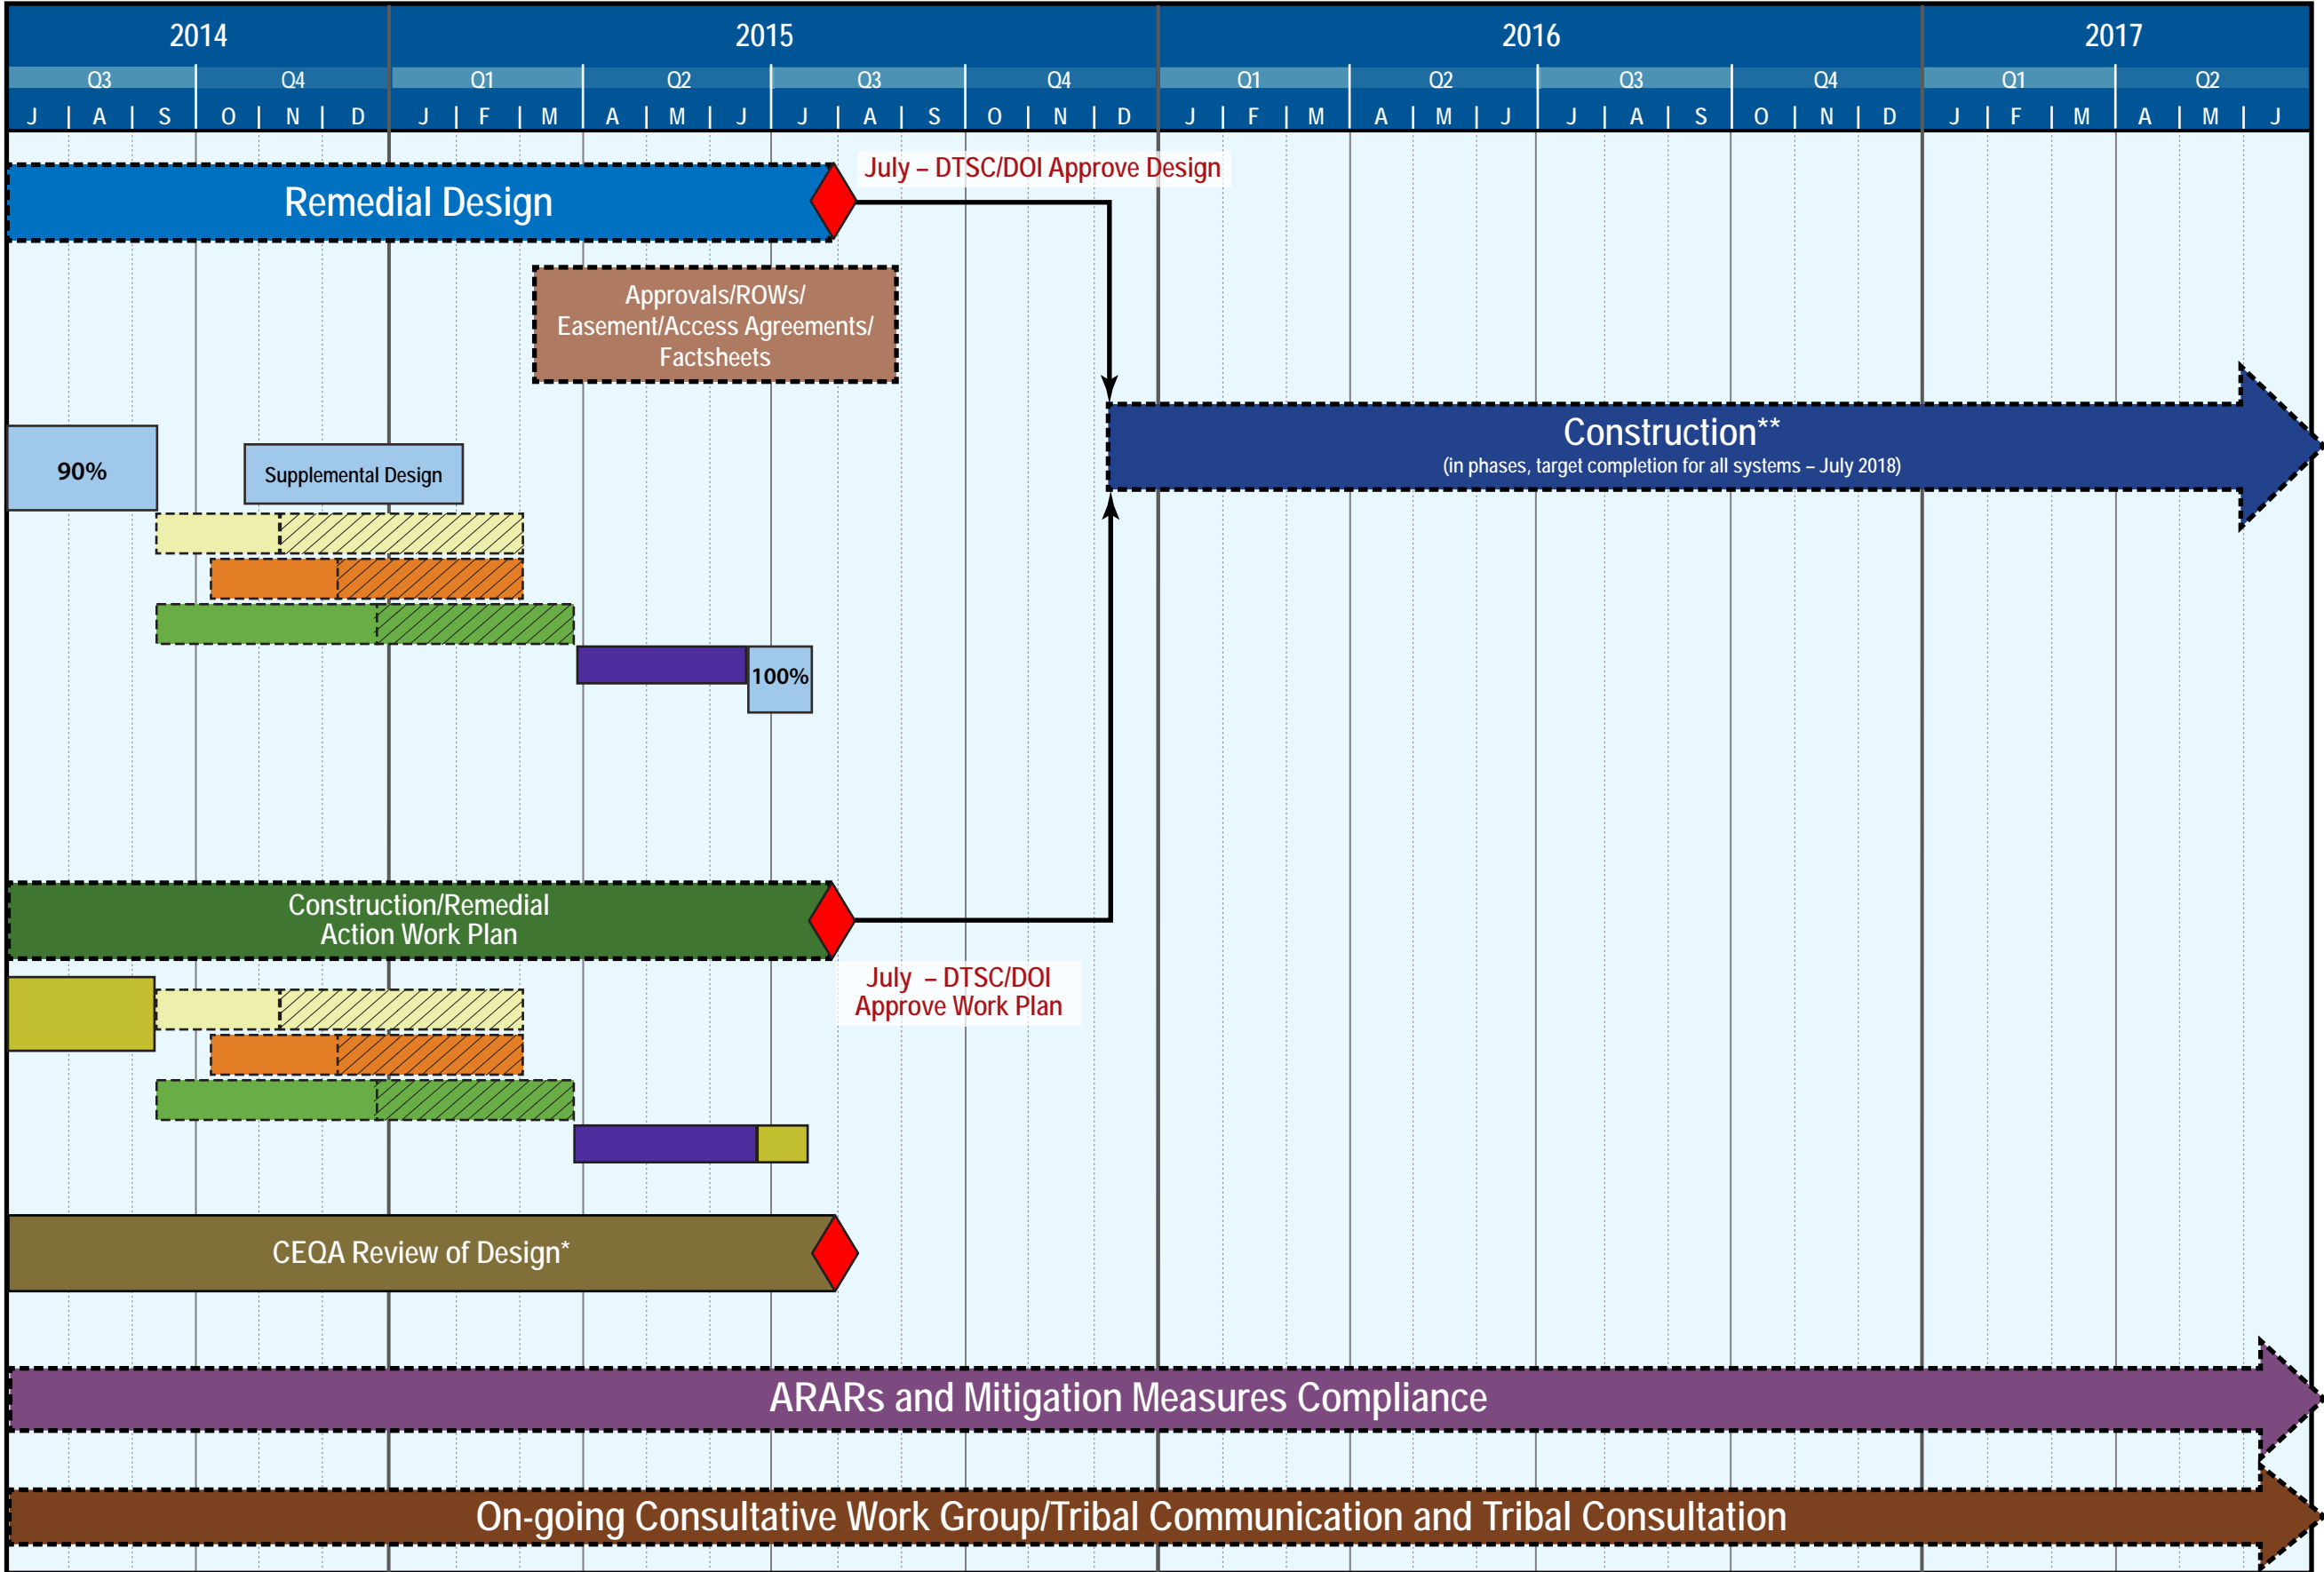 2014 2015 2016 2017
Q3 Q4 Q1 Q2 Q3 Q4 Q1 Q2 Q3 Q4 Q1 Q2
J A S O N D J F M A M J J A S O N D J F M A M J J A S O N D J F M A M J
July – DTSC/DOI Approve Design
Remedial Design
Approvals/ROWs/
Easement/Access Agreements/
Factsheets
Construction**
(in phases, target completion for all systems – July 2018)
90%
Supplemental Design
100%
Construction/Remedial
Action Work Plan
July – DTSC/DOI
Approve Work Plan
CEQA Review of Design*
ARARs and Mitigation Measures Compliance
On-going Consultative Work Group/Tribal Communication and Tribal Consultation